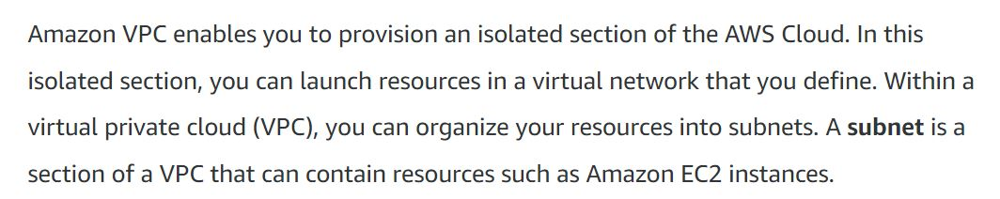 Amazon VPC enables you to provision an isolated section of the AWS Cloud. In this
isolated section, you can launch resources in a virtual network that you define. Within a
virtual private cloud (VPC), you can organize your resources into subnets. A subnet is a
section of a VPC that can contain resources such as Amazon EC2 instances.